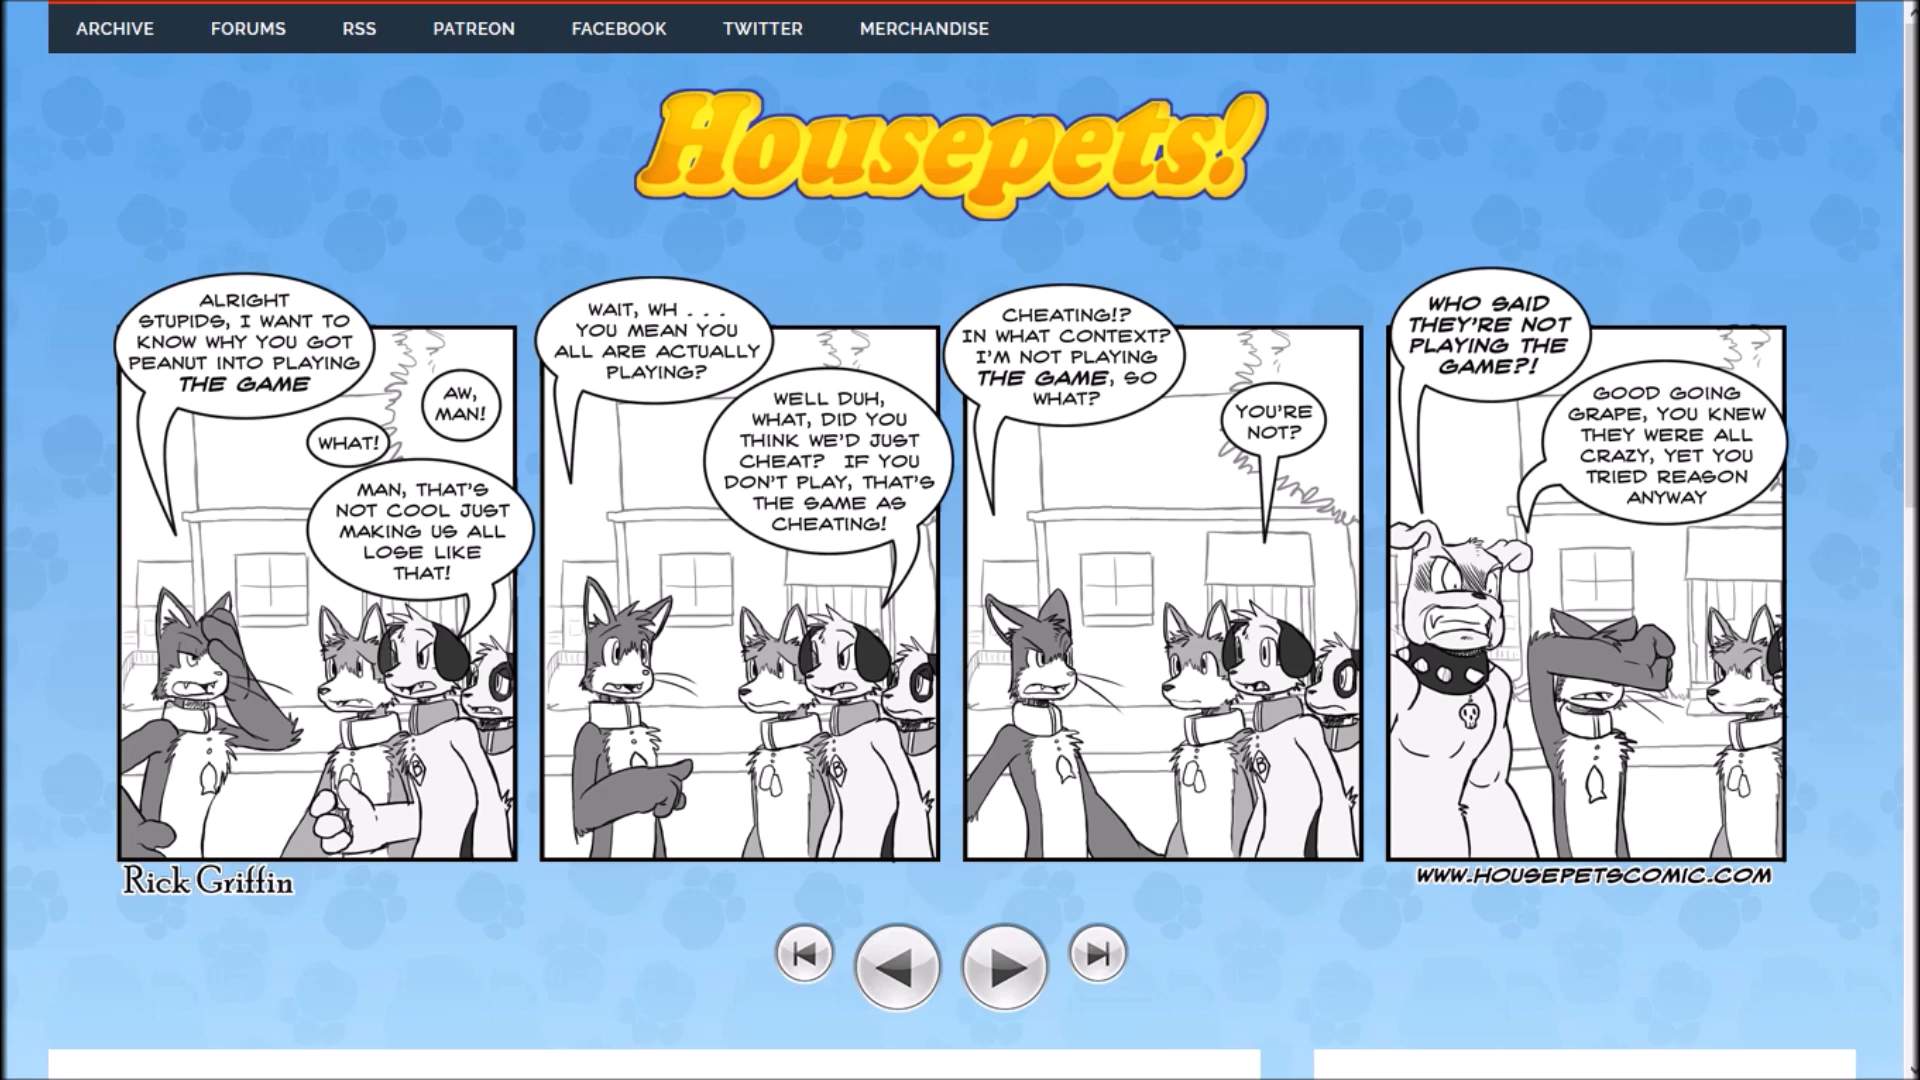 ARCHIVE FORUMS RSS PATREON FACEBOOK TWITTER MERCHANDISE
Housepets!
ALRIGHT
STUPIDS, I WANT TO
KNOW WHY YOU GOT
PEANUT INTO PLAYING
THE GAME
AW,
MAN!
WHAT!
MAN, THAT'S
NOT COOL JUST
MAKING US ALL
LOSE LIKE
THAT!
WAIT, WH . . .
YOU MEAN YOU
ALL ARE ACTUALLY
PLAYING?
WELL DUH,
WHAT, DID YOU
THINK WE'D JUST
CHEAT? IF YOU
DON'T PLAY, THAT'S
THE SAME AS
CHEATING!
CHEATING!?
IN WHAT CONTEXT?
I'M NOT PLAYING
THE GAME, SO
WHAT?
YOU'RE
NOT?
WHO SAID
THEY'RE NOT
PLAYING THE
GAME?!
GOOD GOING
GRAPE, YOU KNEW
THEY WERE ALL
CRAZY, YET YOU
TRIED REASON
ANYWAY
B
B
Rick Griffin
WWW.HOUSEPETSCOMIC.COM